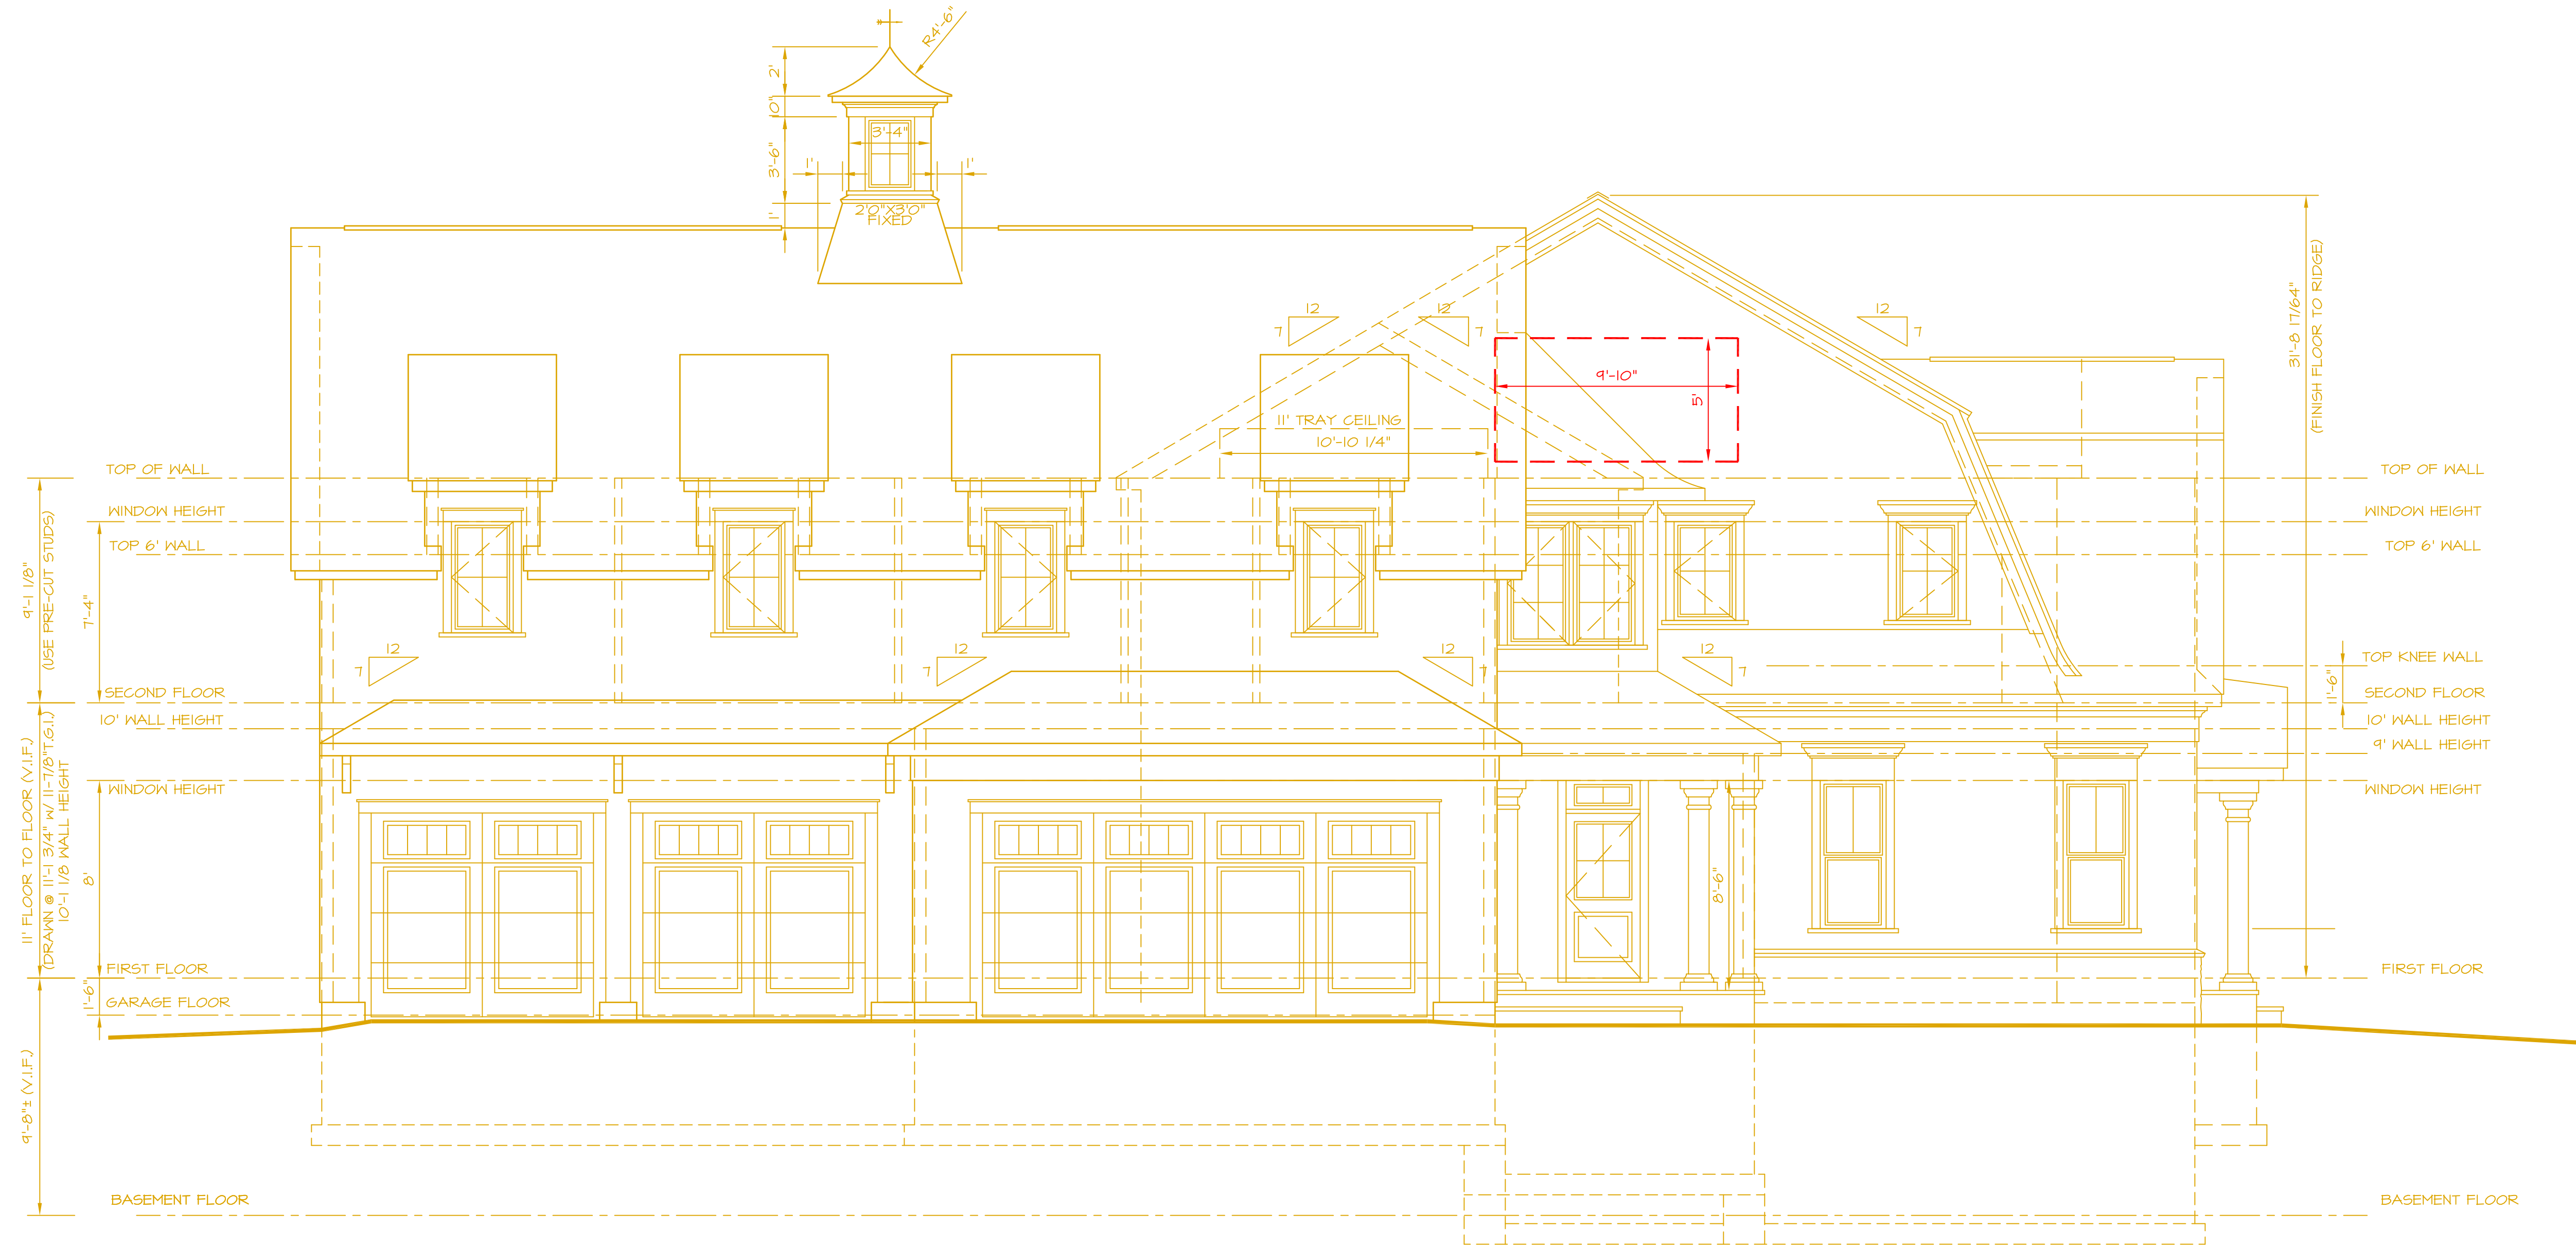 R4'-6"
2'
10"
3'-4"
3'-6"
1'
1'
2'0"X3'0"
FIXED
1'
12
7
12
7
12
7
31'-8 17/64"
(FINISH FLOOR TO RIDGE)
9'-10"
5'
11' TRAY CEILING
10'-10 1/4"
TOP OF WALL
TOP OF WALL
WINDOW HEIGHT
WINDOW HEIGHT
TOP 6' WALL
TOP 6' WALL
9'-1 1/8"
(USE PRE-CUT STUDS)
7'-4"
12
7
12
7
12
7
12
7
TOP KNEE WALL
1'-6"
SECOND FLOOR
SECOND FLOOR
10' WALL HEIGHT
10' WALL HEIGHT
9' WALL HEIGHT
WINDOW HEIGHT
WINDOW HEIGHT
11' FLOOR TO FLOOR (V.I.F.)
(DRAWN @ 11'-1 3/4" W/ 11-7/8"T.G.I.)
10'-1 1/8 WALL HEIGHT
8'
8'-6"
FIRST FLOOR
FIRST FLOOR
1'-6"
GARAGE FLOOR
9'-8"± (V.I.F.)
BASEMENT FLOOR
BASEMENT FLOOR